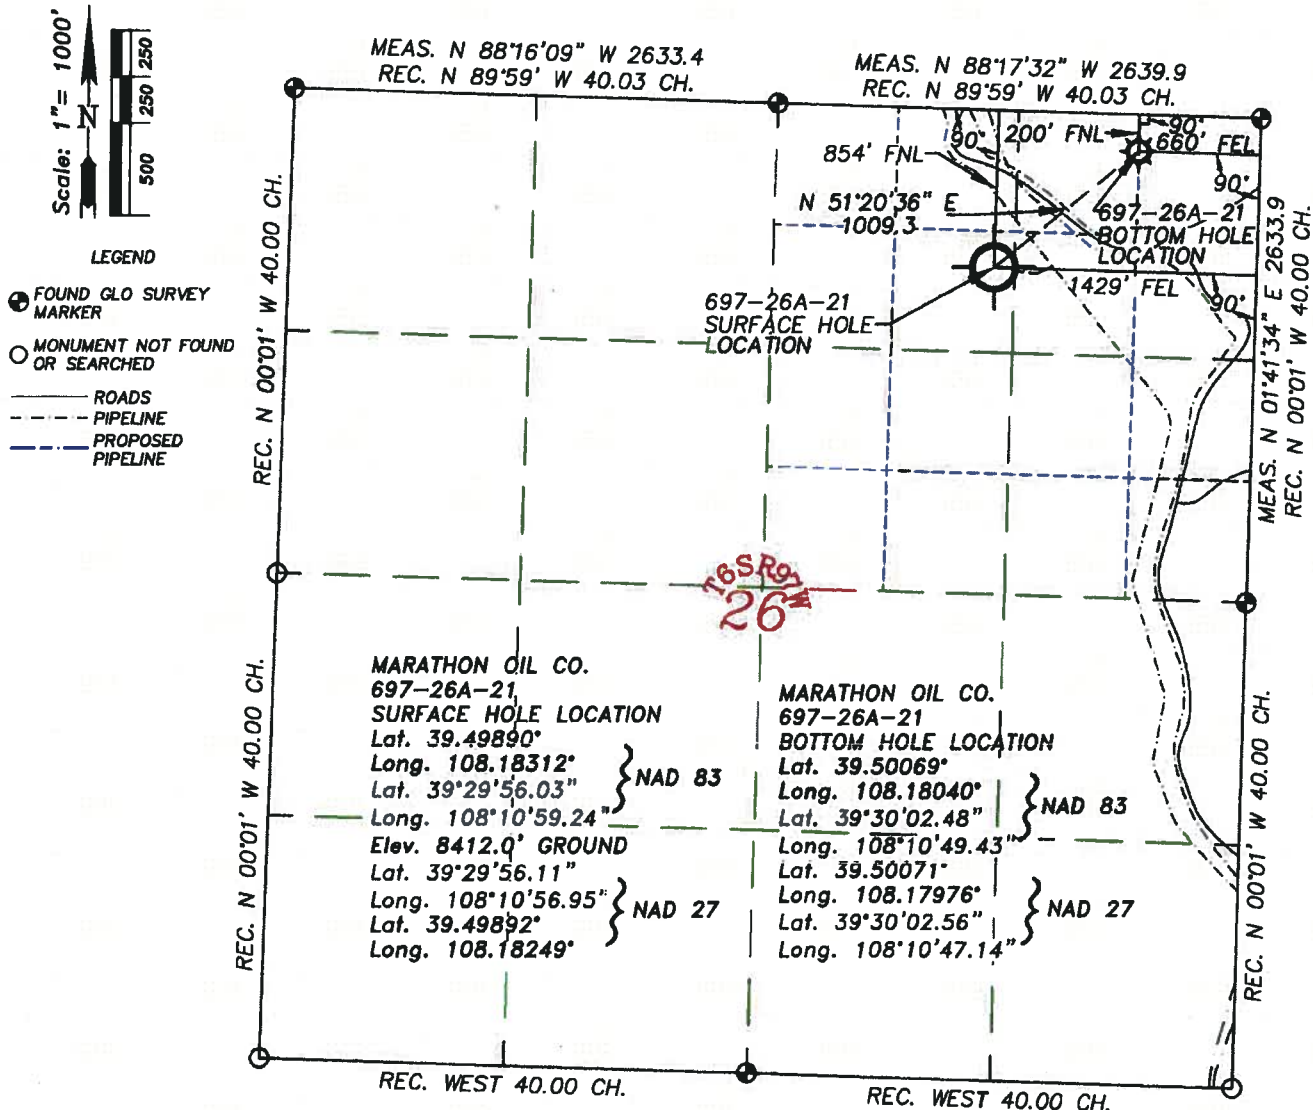 Scale: 1"= 1000'
N
250
250
500
LEGEND
FOUND GLO SURVEY
MARKER
MONUMENT NOT FOUND
OR SEARCHED
ROADS
PIPELINE
PROPOSED
PIPELINE
MEAS. N 88°16'09" W 2633.4
REC. N 89°59' W 40.03 CH.
MEAS. N 88°17'32" W 2639.9
REC. N 89°59' W 40.03 CH.
REC. N 00°01' W 40.00 CH.
90°
200' FNL
90°
660' FEL
854' FNL
90°
N 51°20'36" E
1009.3
697-26A-21
BOTTOM HOLE
LOCATION
1429' FEL
90°
697-26A-21
SURFACE HOLE
LOCATION
MEAS. N 01°41'34" E 2633.9
REC. N 00°01' W 40.00 CH.
T6SR97W
26
REC. N 00°01' W 40.00 CH.
MARATHON OIL CO.
697-26A-21
SURFACE HOLE LOCATION
Lat. 39.49890°
Long. 108.18312°
Lat. 39°29'56.03"
Long. 108°10'59.24"
NAD 83
Elev. 8412.0' GROUND
Lat. 39°29'56.11"
Long. 108°10'56.95"
Lat. 39.49892°
Long. 108.18249°
NAD 27
MARATHON OIL CO.
697-26A-21
BOTTOM HOLE LOCATION
Lat. 39.50069°
Long. 108.18040°
Lat. 39°30'02.48"
Long. 108°10'49.43"
NAD 83
Lat. 39.50071°
Long. 108.17976°
Lat. 39°30'02.56"
Long. 108°10'47.14"
NAD 27
REC. N 00°01' W 40.00 CH.
REC. WEST 40.00 CH.
REC. WEST 40.00 CH.